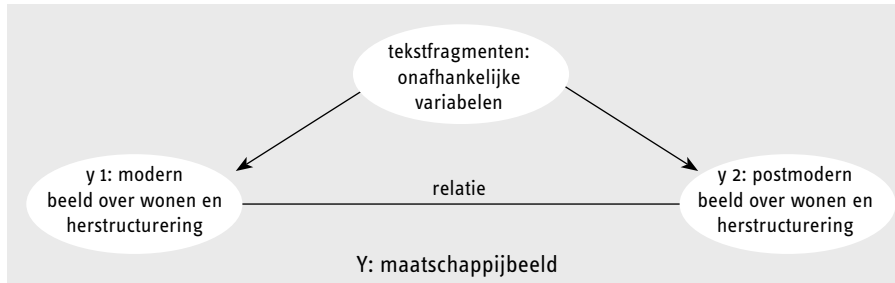 tekstfragmenten:
onafhankelijke
variabelen
y 1: modern
beeld over wonen en
herstructurering
relatie
y 2: postmodern
beeld over wonen en
herstructurering
Y: maatschappijbeeld